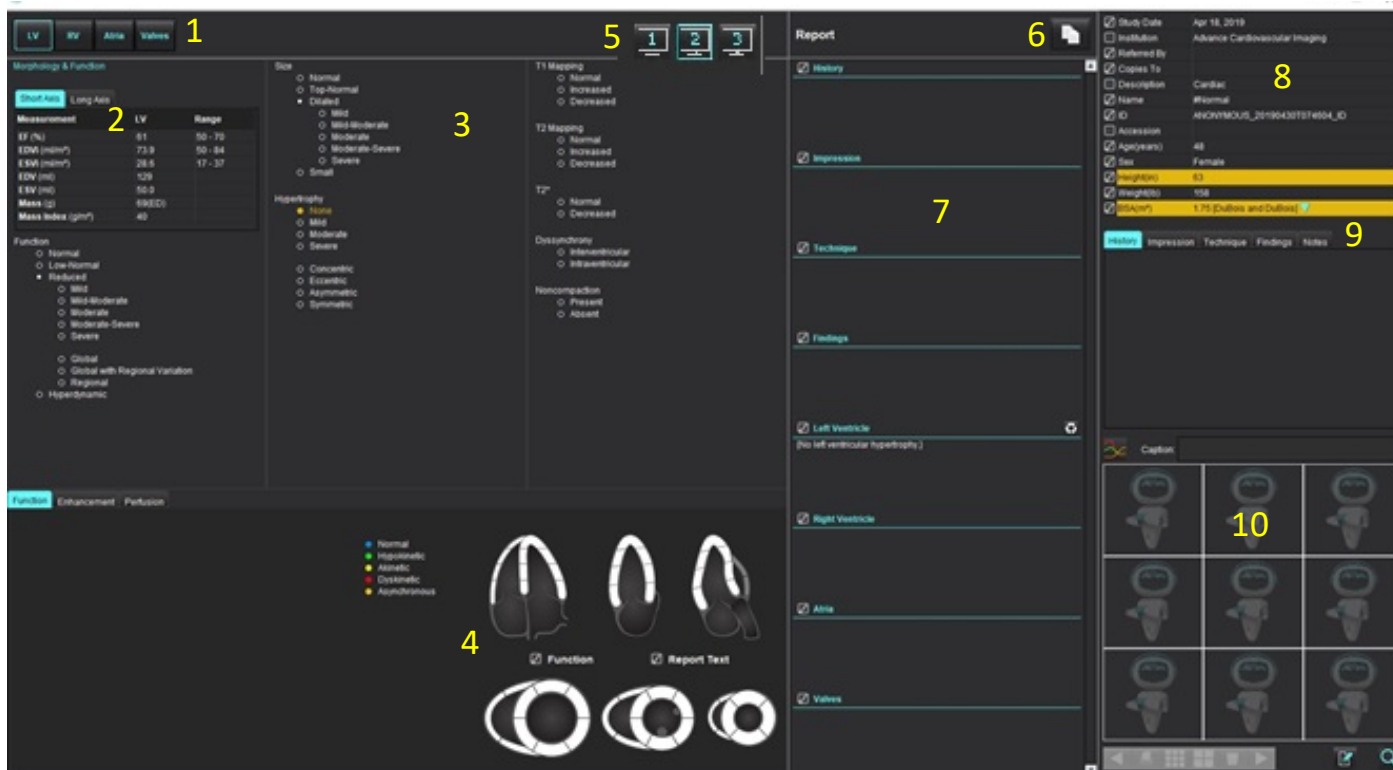 LV RV Atria Valves 1
Morphology & Function
Short Axis Long Axis
2
Measurement LV Range
EF (%) 61 50 - 70
EDVI (ml/m²) 73.9 50 - 84
ESVI (ml/m²) 28.6 17 - 37
EDV (ml) 129
ESV (ml) 50.0
Mass (g) 69(ED)
Mass Index (g/m²) 40
Function
Normal
Low-Normal
Reduced
Mild
Mild-Moderate
Moderate
Moderate-Severe
Severe
Global
Global with Regional Variation
Regional
Hyperdynamic
Size
Normal
Top-Normal
Dilated
Mild
Mild-Moderate
Moderate
Moderate-Severe
Severe
Small
3
Hypertrophy
None
Mild
Moderate
Severe
Concentric
Eccentric
Asymmetric
Symmetric
5 1 2 3
T1 Mapping
Normal
Increased
Decreased
T2 Mapping
Normal
Increased
Decreased
T2*
Normal
Decreased
Dyssynchrony
Interventricular
Intraventricular
Noncompaction
Present
Absent
Function Enhancement Perfusion
Normal
Hypokinetic
Akinetic
Dyskinetic
Asynchronous
4
Function Report Text
Report 6
History
Impression
7
Technique
Findings
Left Ventricle
(No left ventricular hypertrophy.)
Right Ventricle
Atria
Valves
Study Date Apr 18, 2019
Institution Advance Cardiovascular Imaging
Referred By
Copies To
8
Description Cardiac
Name #Normal
ID ANONYMOUS_20190430T074604_ID
Accession
Age(years) 48
Sex Female
Height(in) 63
Weight(lb) 158
BSA(m²) 1.75 [DuBois and DuBois]
History Impression Technique Findings Notes 9
Caption
10